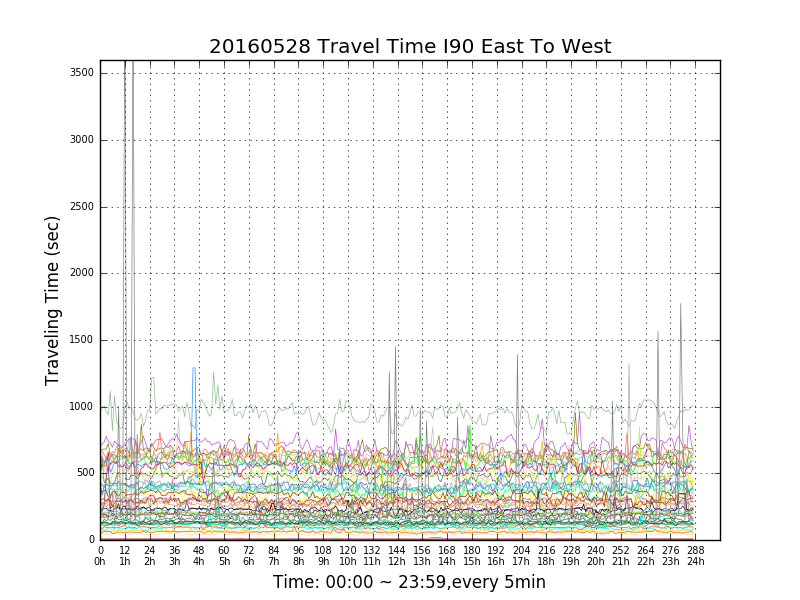 20160528 Travel Time I90 East To West
Traveling Time (sec)
3500
3000
2500
2000
1500
1000
500
0
0 12 24 36 48 60 72 84 96 108 120 132 144 156 168 180 192 204 216 228 240 252 264 276 288
0h 1h 2h 3h 4h 5h 6h 7h 8h 9h 10h 11h 12h 13h 14h 15h 16h 17h 18h 19h 20h 21h 22h 23h 24h
Time: 00:00 ~ 23:59,every 5min